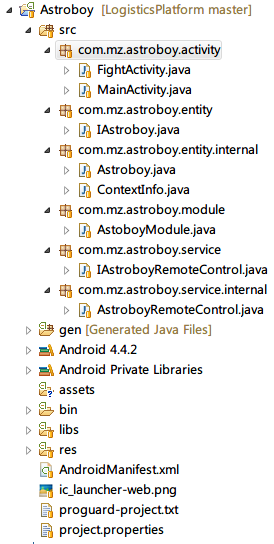 Astroboy [LogisticsPlatform master]
src
com.mz.astroboy.activity
FightActivity.java
MainActivity.java
com.mz.astroboy.entity
IAstroboy.java
com.mz.astroboy.entity.internal
Astroboy.java
ContextInfo.java
com.mz.astroboy.module
AstoboyModule.java
com.mz.astroboy.service
IAstroboyRemoteControl.java
com.mz.astroboy.service.internal
AstroboyRemoteControl.java
gen [Generated Java Files]
Android 4.4.2
Android Private Libraries
assets
bin
libs
res
AndroidManifest.xml
ic_launcher-web.png
proguard-project.txt
project.properties